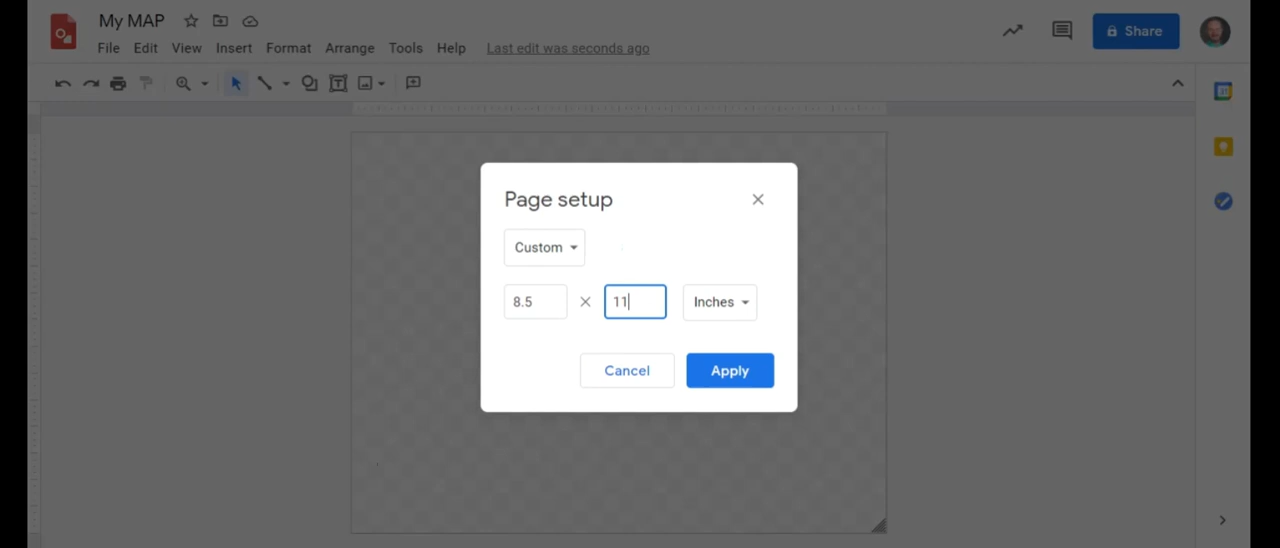 My MAP
File Edit View Insert Format Arrange Tools Help Last edit was seconds ago
Share
Page setup
Custom
8.5 × 11 Inches
Cancel Apply